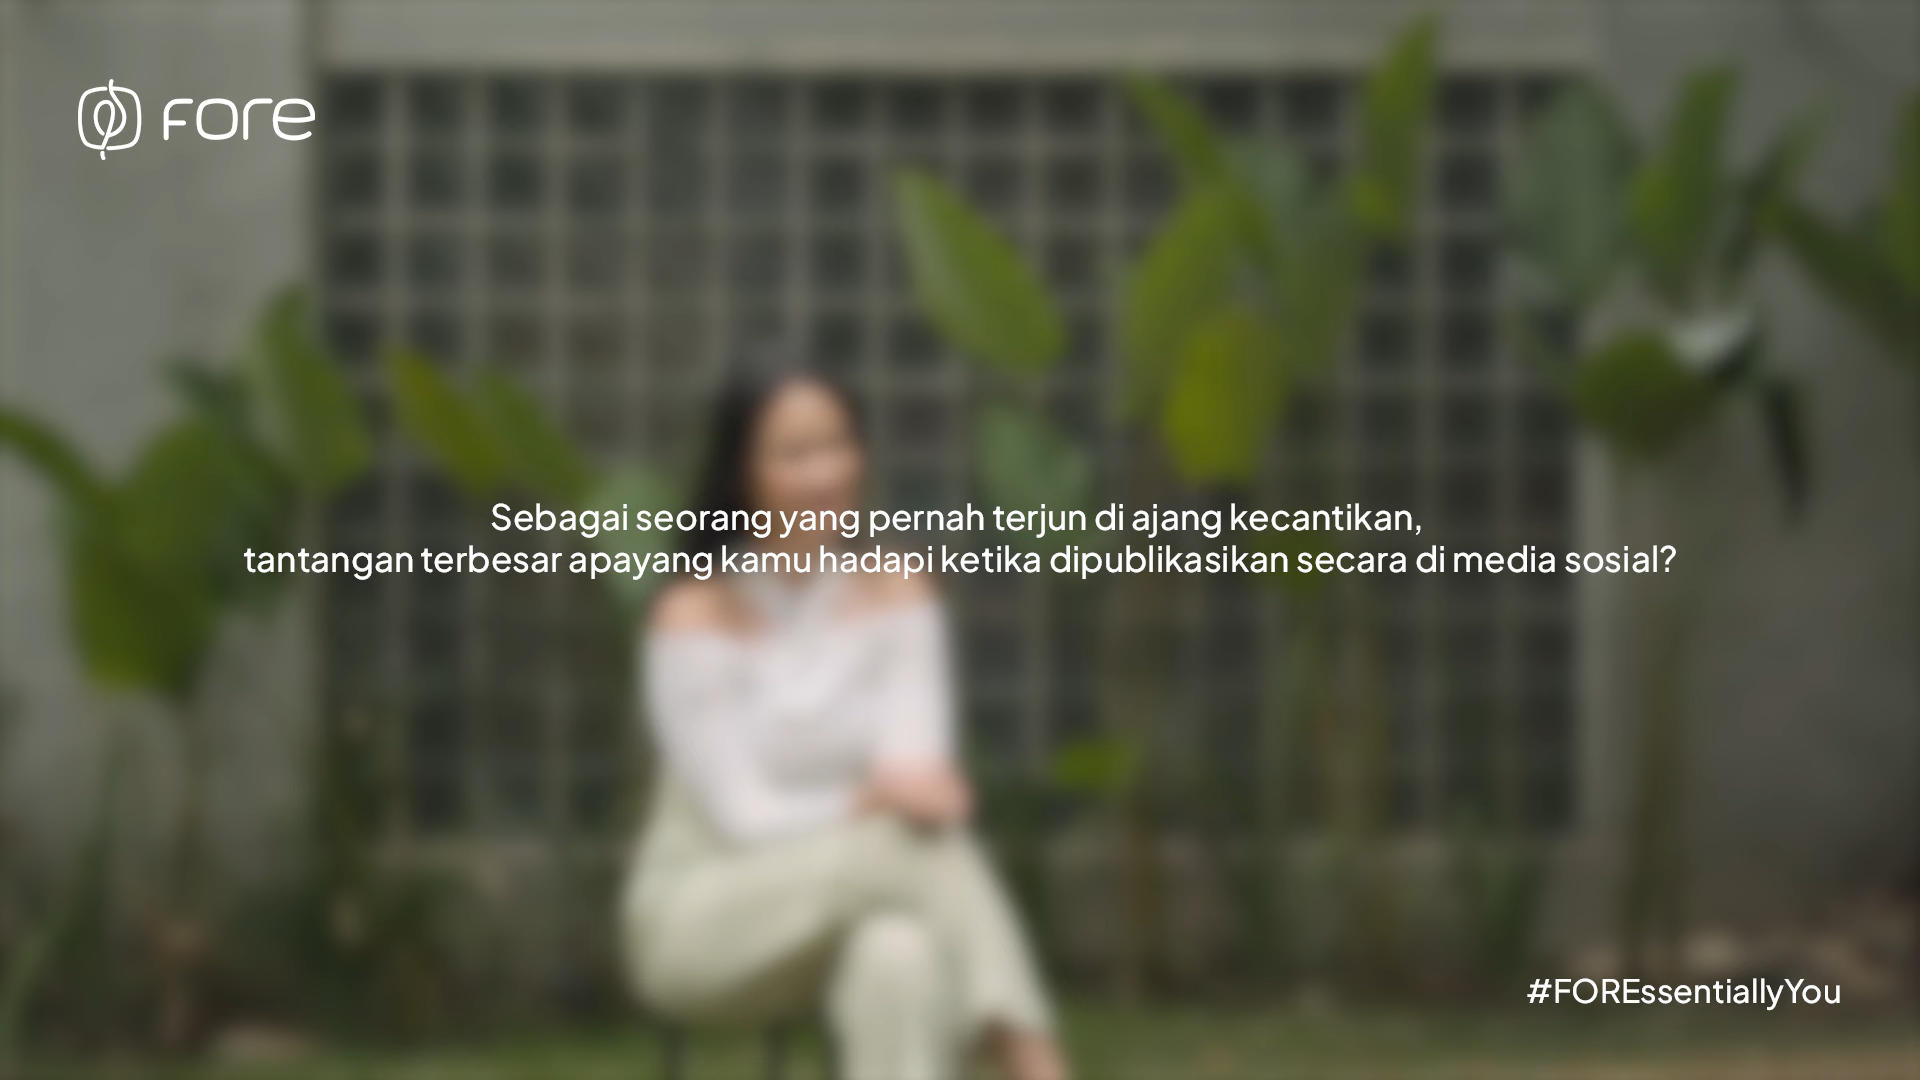 fore
Sebagai seorang yang pernah terjun di ajang kecantikan,
tantangan terbesar apayang kamu hadapi ketika dipublikasikan secara di media sosial?
#FOREssentiallyYou